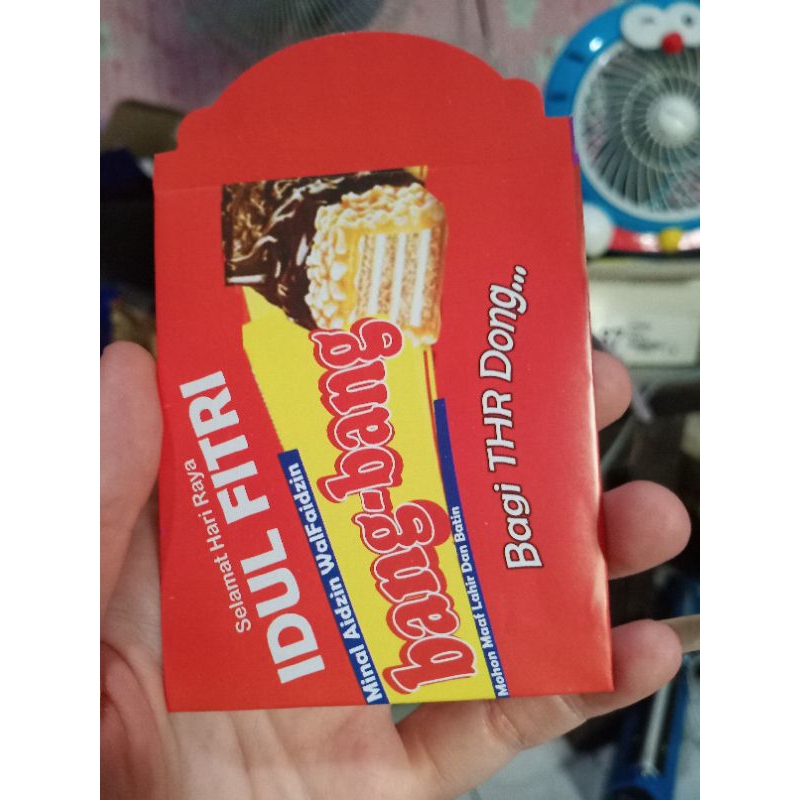 Selamat Hari Raya
IDUL FITRI
Minal Aidzin WalFaidzin
bang-bang
Mohon Maaf Lahir Dan Batin
Bagi THR Dong...